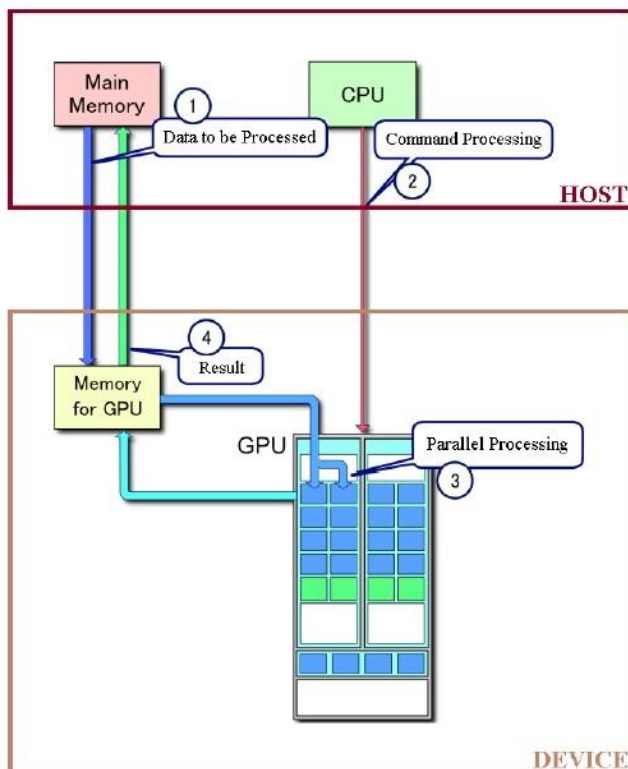 Main
Memory
1
Data to be Processed
CPU
Command Processing
2
HOST
4
Result
Memory
for GPU
GPU
Parallel Processing
3
DEVICE